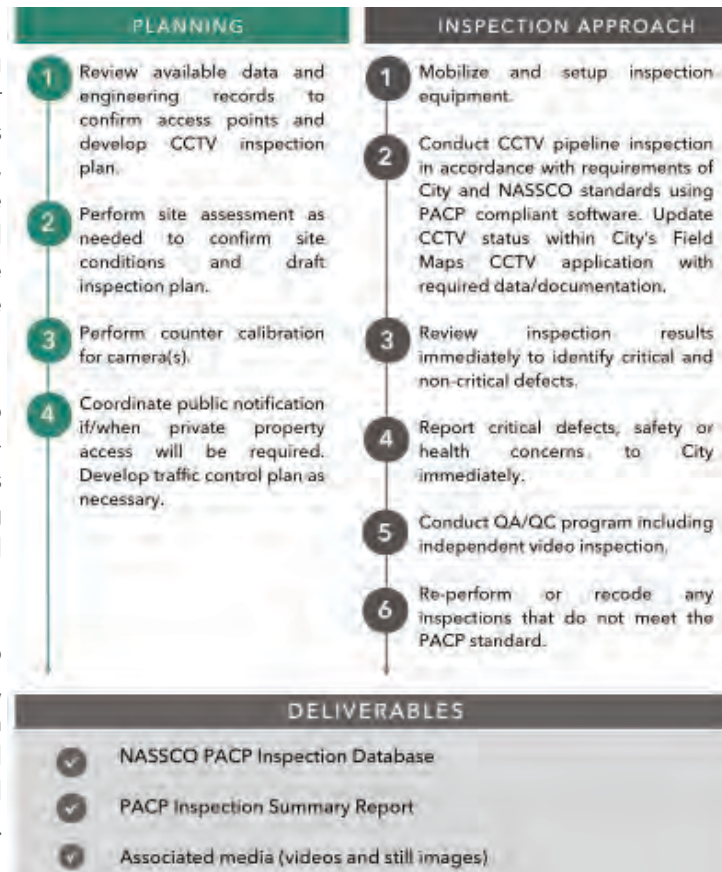 PLANNING
1
Review available data and
engineering records to
confirm access points and
develop CCTV inspection
plan.
2
Perform site assessment as
needed to confirm site
conditions and draft
inspection plan.
3
Perform counter calibration
for camera(s).
4
Coordinate public notification
if/when private property
access will be required.
Develop traffic control plan as
necessary.
INSPECTION APPROACH
1
Mobilize and setup inspection
equipment.
2
Conduct CCTV pipeline inspection
in accordance with requirements of
City and NASSCO standards using
PACP compliant software. Update
CCTV status within City's Field
Maps CCTV application with
required data/documentation.
3
Review inspection results
immediately to identify critical and
non-critical defects.
4
Report critical defects, safety or
health concerns to City
immediately.
5
Conduct QA/QC program including
independent video inspection.
6
Re-perform or recode any
inspections that do not meet the
PACP standard.
DELIVERABLES
NASSCO PACP Inspection Database
PACP Inspection Summary Report
Associated media (videos and still images)